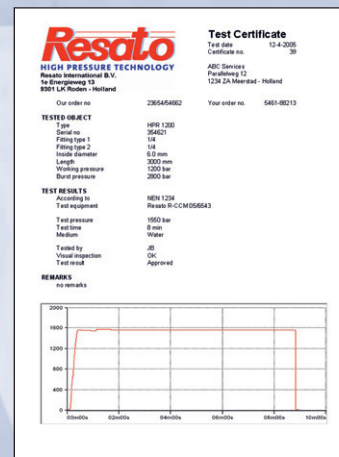 Resato
HIGH PRESSURE TECHNOLOGY
Resato International B.V.
1e Energieweg 13
9301 LK Roden - Holland
Test Certificate
Test date 12-4-2005
Certificate no. 39
ABC Services
Parallelweg 12
1234 ZA Meerstad - Holland
Our order no 23654/54662 Your order no. 5461-88213
TESTED OBJECT
Type HPR 1200
Serial no 354621
Fitting type 1 1/4
Fitting type 2 1/4
Inside diameter 6.0 mm
Length 3000 mm
Working pressure 1200 bar
Burst pressure 2800 bar
TEST RESULTS
According to NEN 1234
Test equipment Resato R-CCM 05/8543
Test pressure 1550 bar
Test time 8 min
Medium Water
Tested by JB
Visual inspection OK
Test result Approved
REMARKS
no remarks
2000
1600
1200
800
400
0
00m00s 02m00s 04m00s 06m00s 08m00s 10m00s